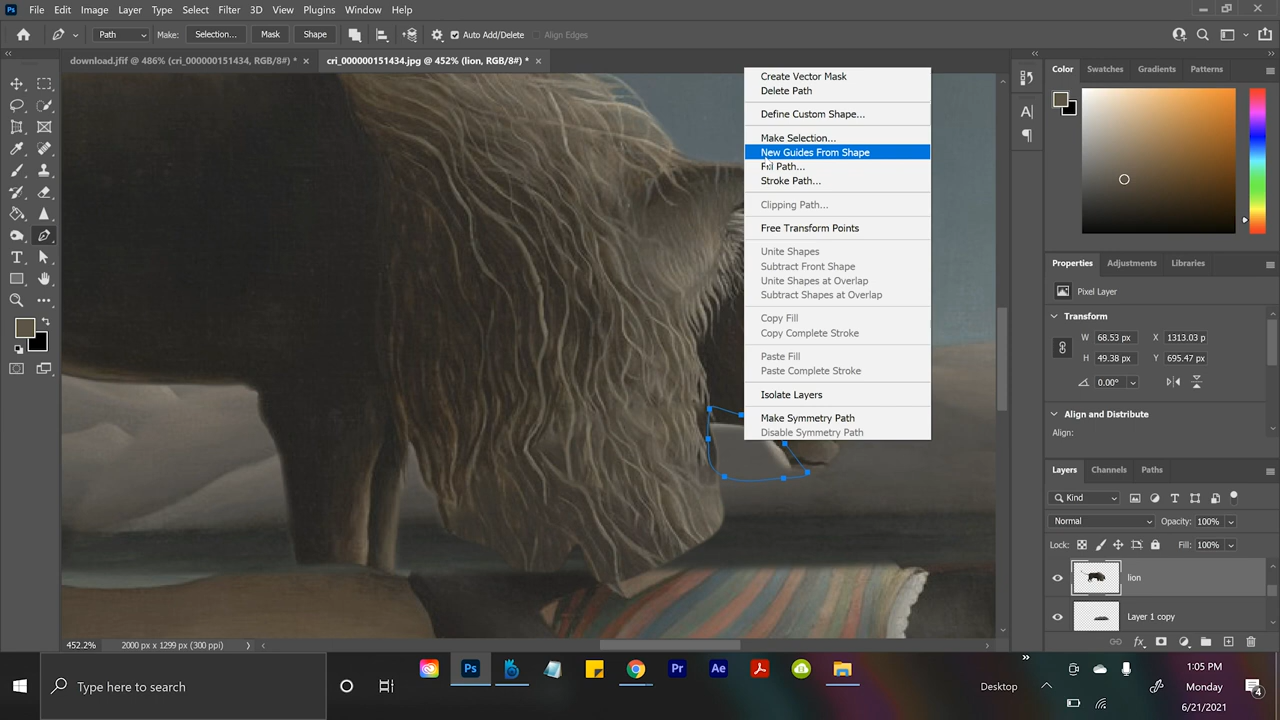 Ps File Edit Image Layer Type Select Filter 3D View Plugins Window Help
Path Make: Selection... Mask Shape Auto Add/Delete Align Edges
download.jfif @ 486% (cri_000000151434, RGB/8#) * × cri_000000151434.jpg @ 452% (lion, RGB/8#) * ×
Create Vector Mask
Delete Path
Define Custom Shape...
Make Selection...
New Guides From Shape
Fill Path...
Stroke Path...
Clipping Path...
Free Transform Points
Unite Shapes
Subtract Front Shape
Unite Shapes at Overlap
Subtract Shapes at Overlap
Copy Fill
Copy Complete Stroke
Paste Fill
Paste Complete Stroke
Isolate Layers
Make Symmetry Path
Disable Symmetry Path
Color Swatches Gradients Patterns
Properties Adjustments Libraries
Pixel Layer
Transform
W 68.53 px X 1313.03 p
H 49.38 px Y 695.47 px
0.00°
Align and Distribute
Align:
Layers Channels Paths
Kind
Normal Opacity: 100%
Lock: Fill: 100%
lion
Layer 1 copy
452.2% 2000 px x 1299 px (300 ppi)
Type here to search
Ps Pr Ae
Desktop
1:05 PM
Monday
6/21/2021
4